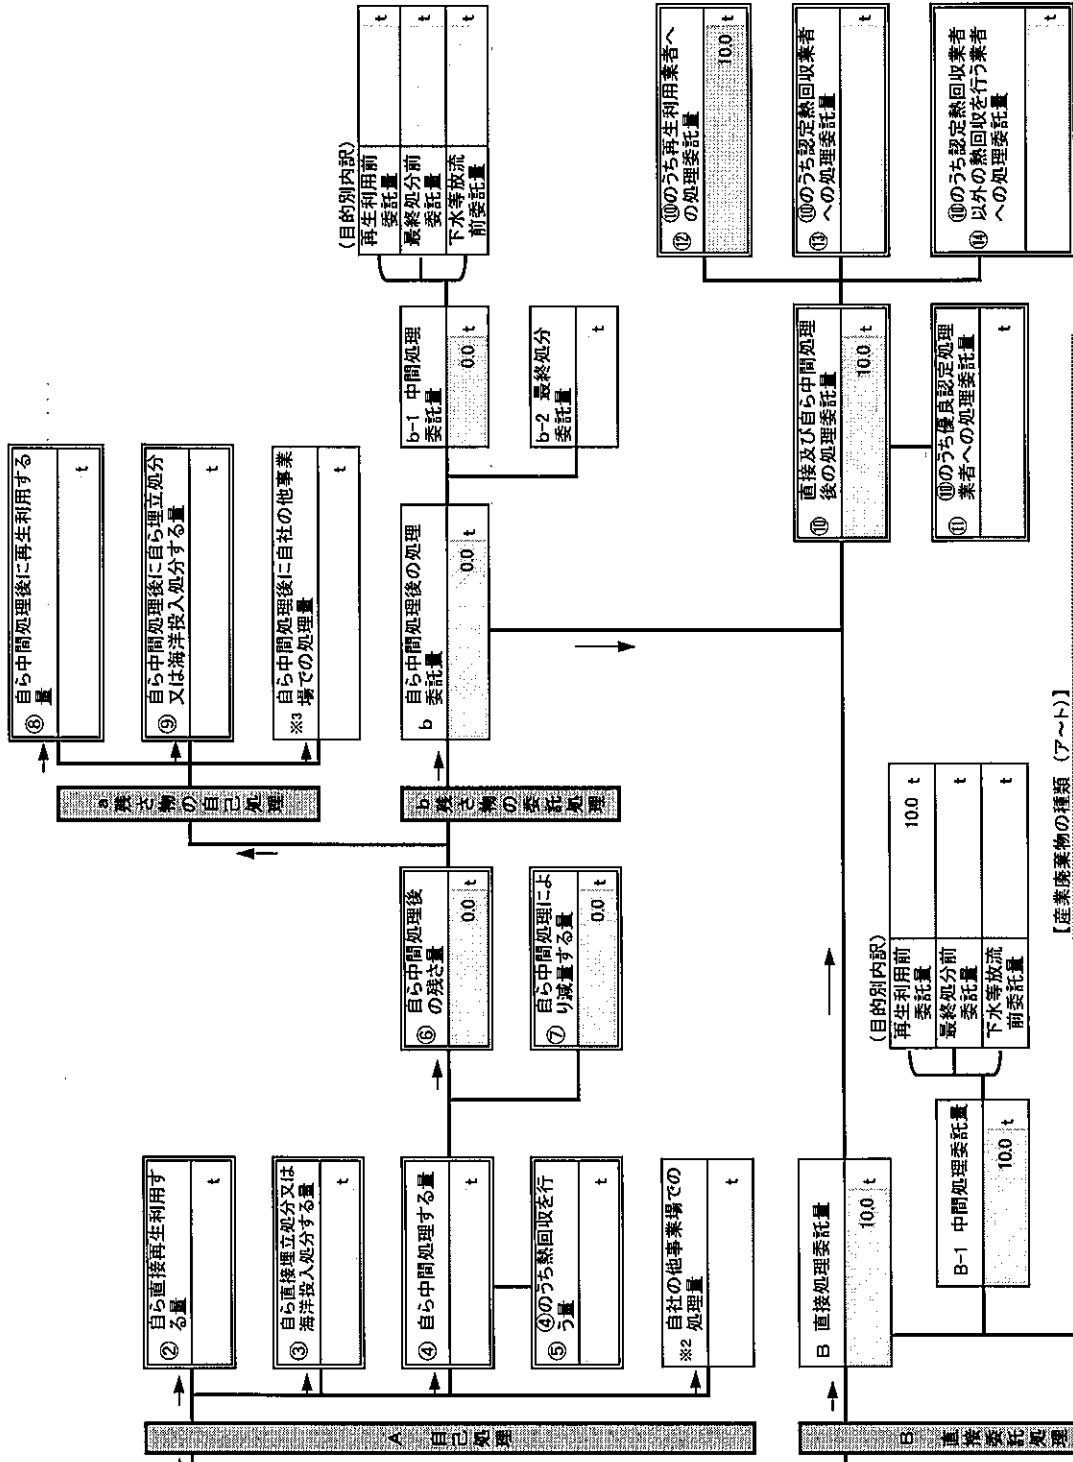 A 自己処理
② 自ら直接再生利用す
る量
t
③ 自ら直接埋立処分又は
海洋投入処分する量
t
④ 自ら中間処理する量
t
⑤ ④のうち熱回収を行
う量
t
※2 自社の他事業場での
処理量
t
⑥ 自ら中間処理後
の残さ量
0.0 t
⑦ 自ら中間処理によ
り減量する量
0.0 t
a 残さ物の自己処理
⑧ 自ら中間処理後に再生利用する
量
t
⑨ 自ら中間処理後に自ら埋立処分
又は海洋投入処分する量
t
※3 自ら中間処理後に自社の他事業
場での処理量
t
b 残さ物の委託処理
b 自ら中間処理後の処理
委託量
0.0 t
b-1 中間処理
委託量
0.0 t
b-2 最終処分
委託量
t
(目的別内訳)
再生利用前
委託量
t
最終処分前
委託量
t
下水等放流
前委託量
t
B 直接委託処理
B 直接処理委託量
10.0 t
B-1 中間処理委託量
10.0 t
(目的別内訳)
再生利用前
委託量
10.0 t
最終処分前
委託量
t
下水等放流
前委託量
t
⑩ 直接及び自ら中間処理
後の処理委託量
10.0 t
⑪ ⑩のうち優良認定処理
業者への処理委託量
t
⑫ ⑩のうち再生利用業者へ
の処理委託量
10.0 t
⑬ ⑩のうち認定熱回収業者
への処理委託量
t
⑭ ⑩のうち認定熱回収業者
以外の熱回収を行う業者
への処理委託量
t
【産業廃棄物の種類 (ア～ト)】